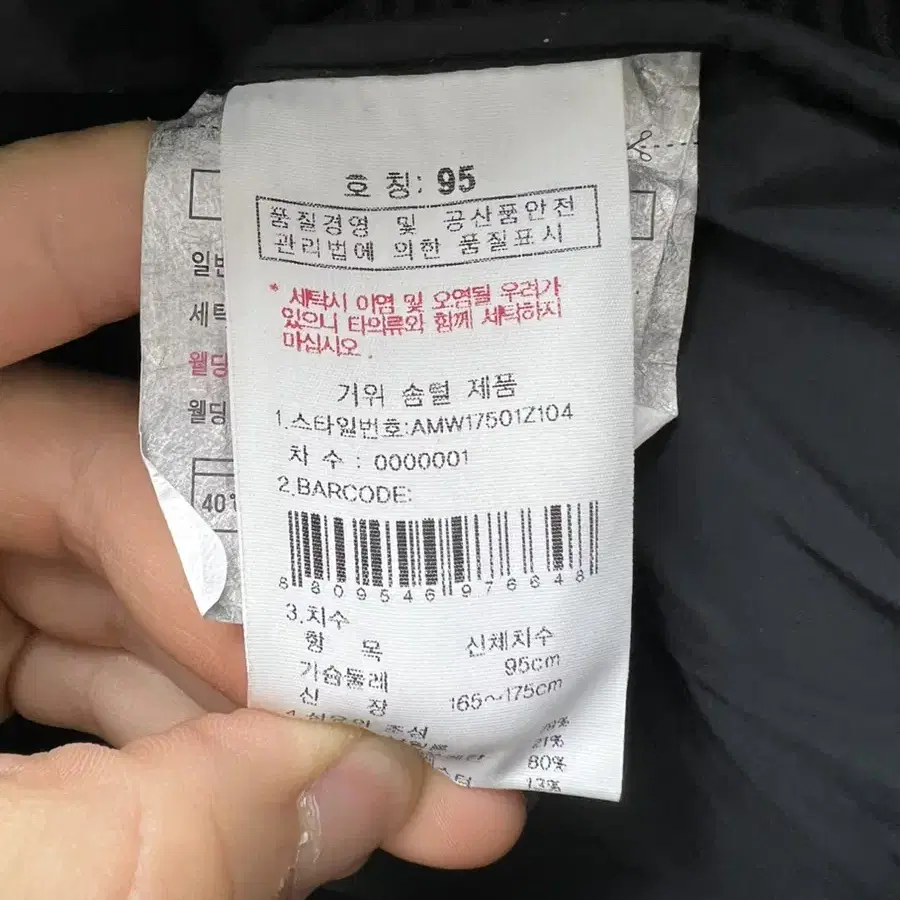 호 칭: 95
품질경영 및 공산품안전
관리법에 의한 품질표시
* 세탁시 이염 및 오염될 우려가
있으니 타의류와 함께 세탁하지
마십시오
거위 솜털 제품
1.스타일번호:AMW17501Z104
차 수 : 0000001
2.BARCODE:
8809546976648
3.치수
항 목 신체치수
가슴둘레 95cm
신 장 165~175cm
21%
80%
13%
일반
세탁
웰딩
웰딩
40